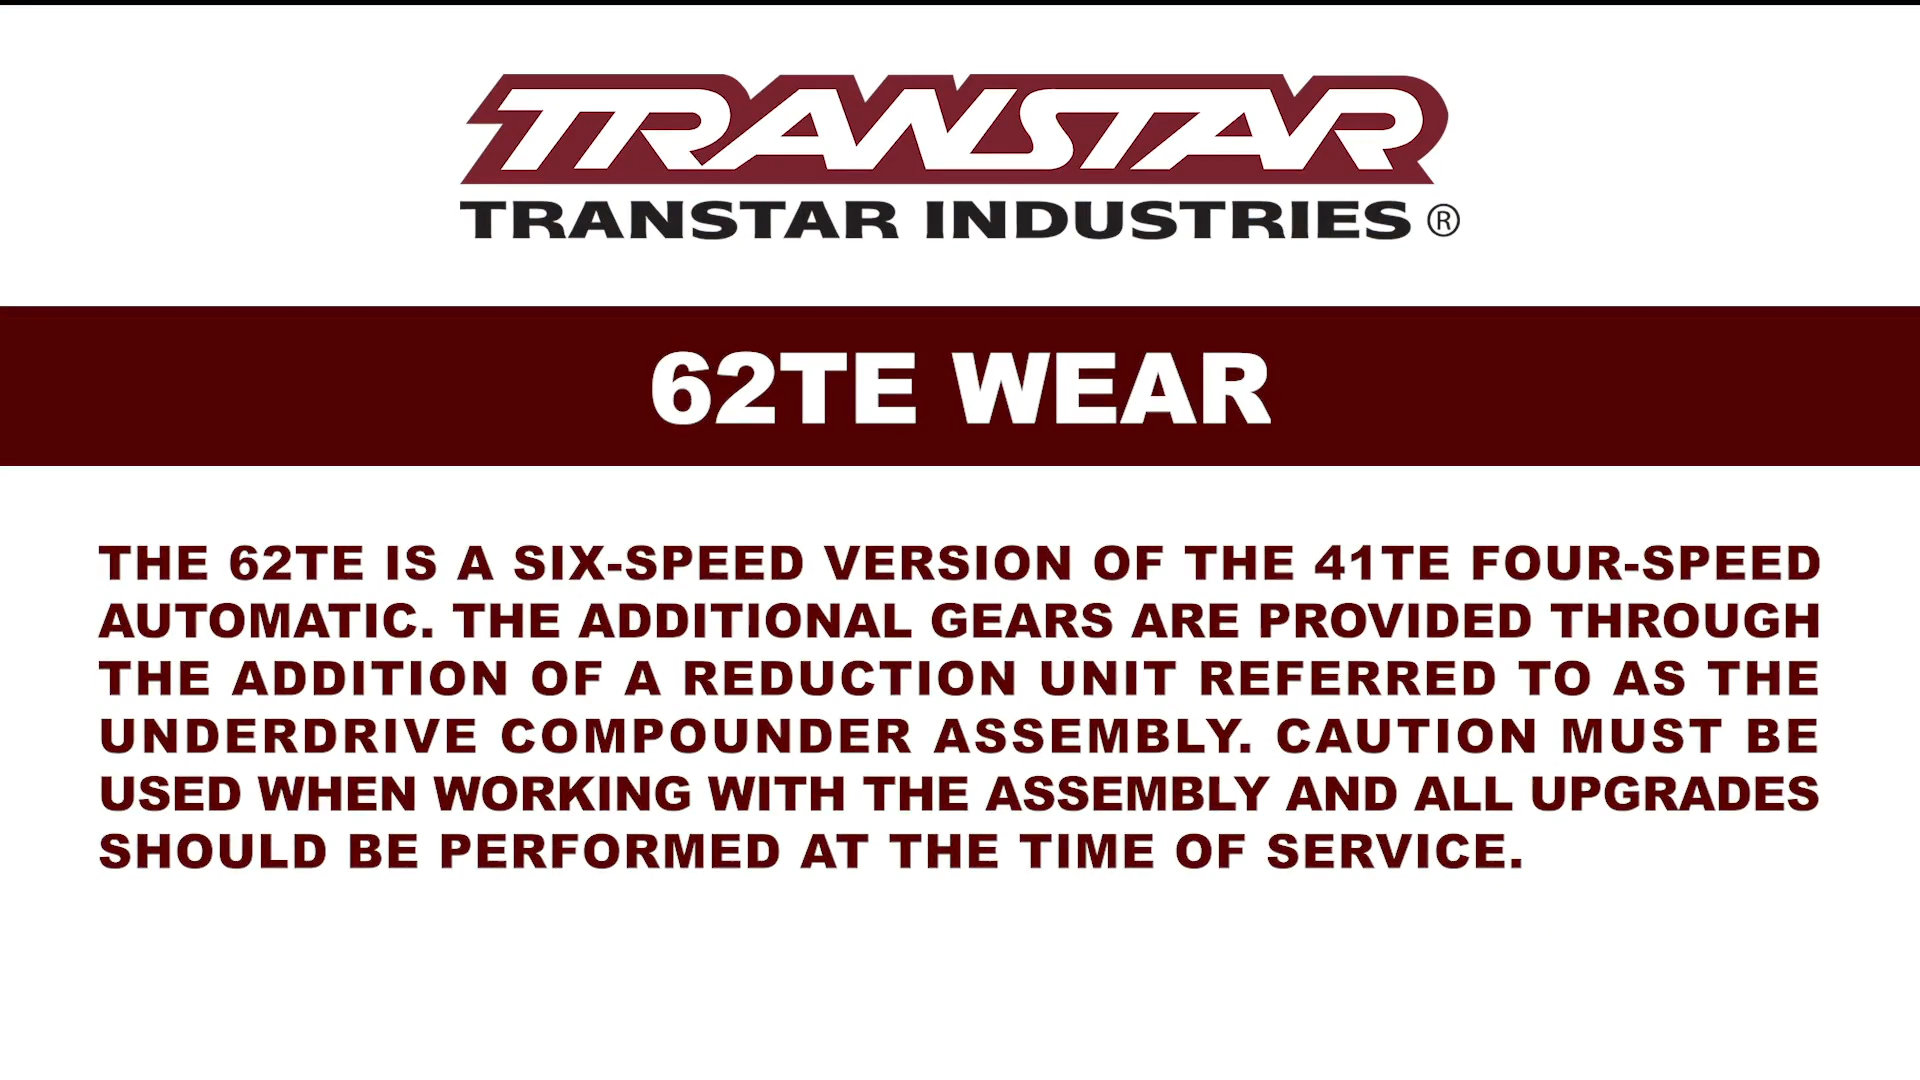 TRANSTAR
TRANSTAR INDUSTRIES ®
62TE WEAR
THE 62TE IS A SIX-SPEED VERSION OF THE 41TE FOUR-SPEED
AUTOMATIC. THE ADDITIONAL GEARS ARE PROVIDED THROUGH
THE ADDITION OF A REDUCTION UNIT REFERRED TO AS THE
UNDERDRIVE COMPOUNDER ASSEMBLY. CAUTION MUST BE
USED WHEN WORKING WITH THE ASSEMBLY AND ALL UPGRADES
SHOULD BE PERFORMED AT THE TIME OF SERVICE.